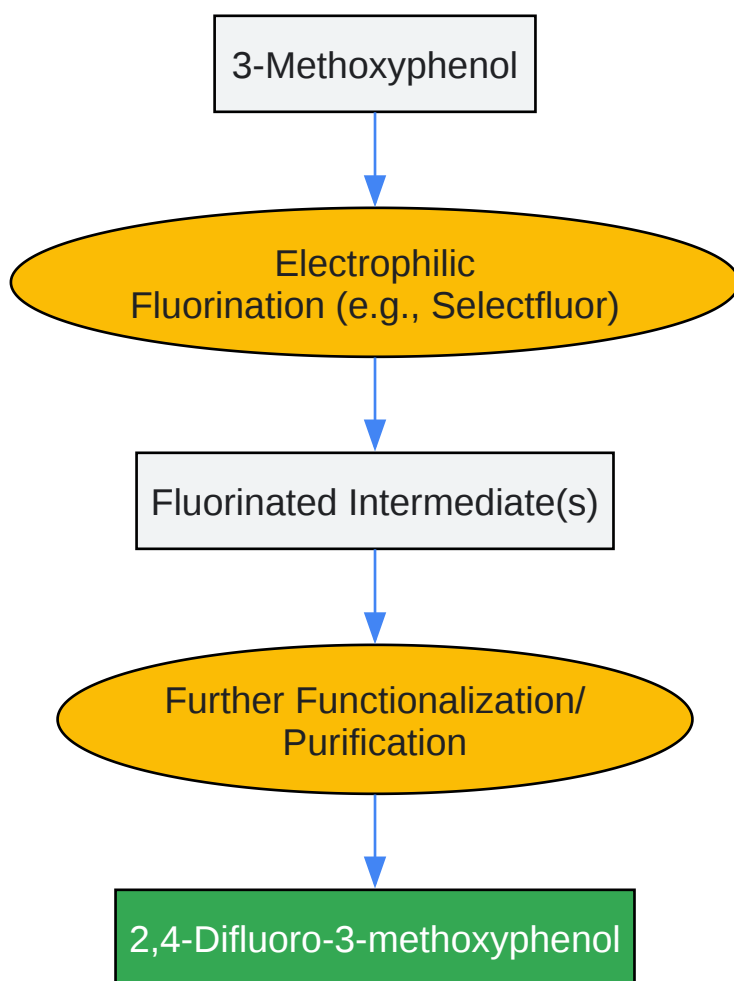 3-Methoxyphenol
Electrophilic
Fluorination (e.g., Selectfluor)
Fluorinated Intermediate(s)
Further Functionalization/
Purification
2,4-Difluoro-3-methoxyphenol